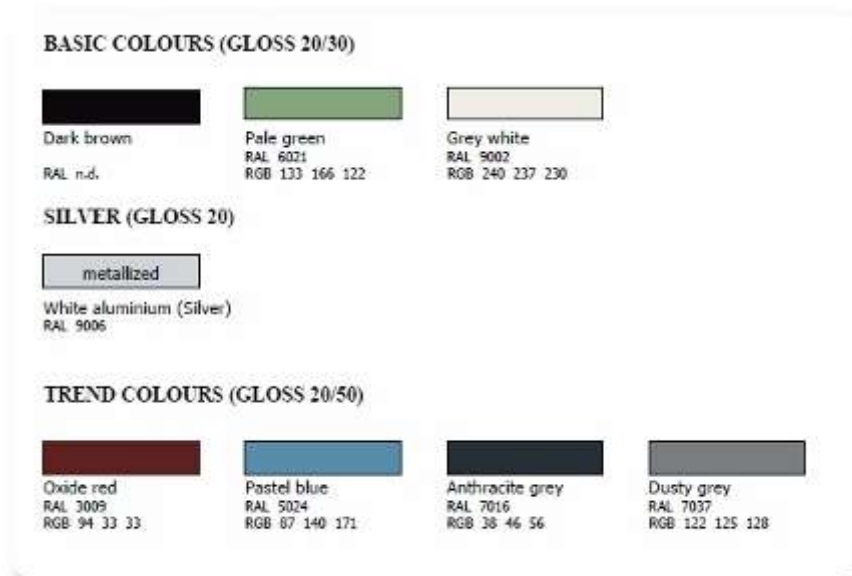 BASIC COLOURS (GLOSS 20/30)
Dark brown
RAL n.d.
Pale green
RAL 6021
RGB 133 166 122
Grey white
RAL 9002
RGB 240 237 230
SILVER (GLOSS 20)
metallized
White aluminium (Silver)
RAL 9006
TREND COLOURS (GLOSS 20/50)
Oxide red
RAL 3009
RGB 94 33 33
Pastel blue
RAL 5024
RGB 87 140 171
Anthracite grey
RAL 7016
RGB 38 46 56
Dusty grey
RAL 7037
RGB 122 125 128